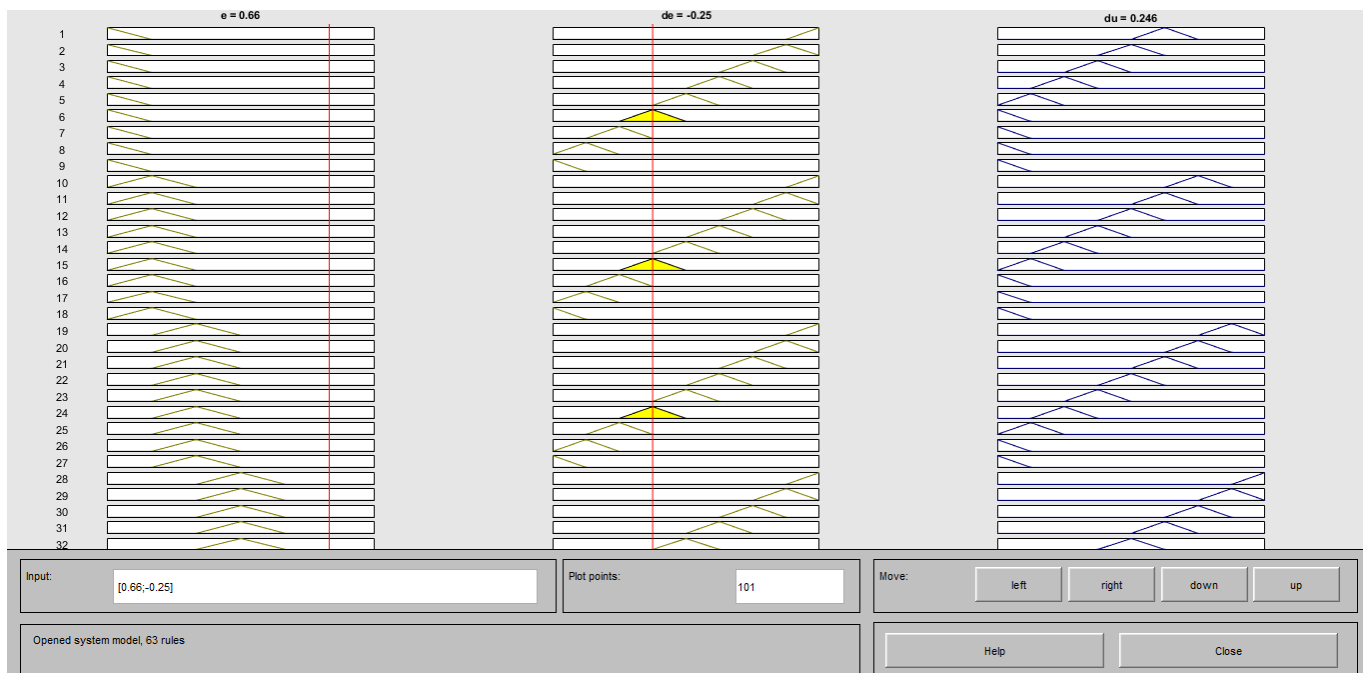 e = 0.66
de = -0.25
du = 0.246
1
2
3
4
5
6
7
8
9
10
11
12
13
14
15
16
17
18
19
20
21
22
23
24
25
26
27
28
29
30
31
32
Input:
[0.66;-0.25]
Plot points:
101
Move:
left
right
down
up
Opened system model, 63 rules
Help
Close